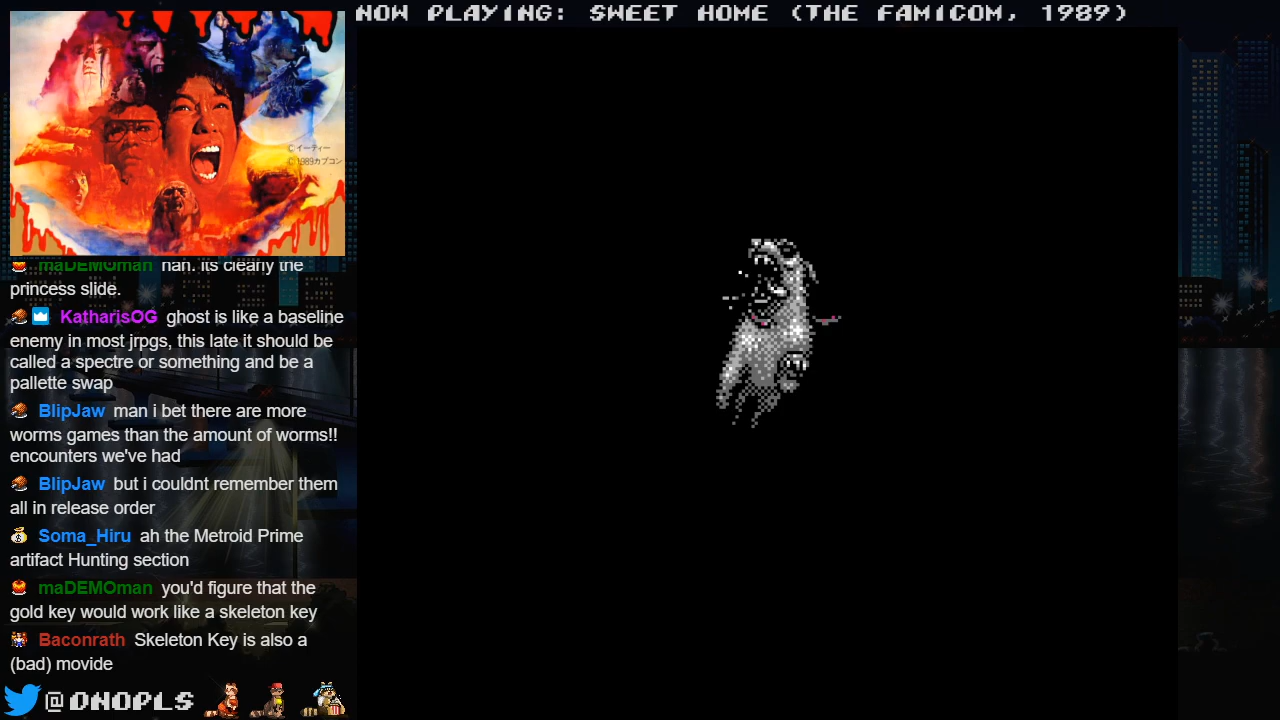 NOW PLAYING: SWEET HOME (THE FAMICOM, 1989)
© イーティー
© 1989カプコン
maDEMOman nah. its clearly the
princess slide.
KatharisOG ghost is like a baseline
enemy in most jrpgs, this late it should be
called a spectre or something and be a
pallette swap
BlipJaw man i bet there are more
worms games than the amount of worms!!
encounters we've had
BlipJaw but i couldnt remember them
all in release order
Soma_Hiru ah the Metroid Prime
artifact Hunting section
maDEMOman you'd figure that the
gold key would work like a skeleton key
Baconrath Skeleton Key is also a
(bad) movide
@ONOPLS